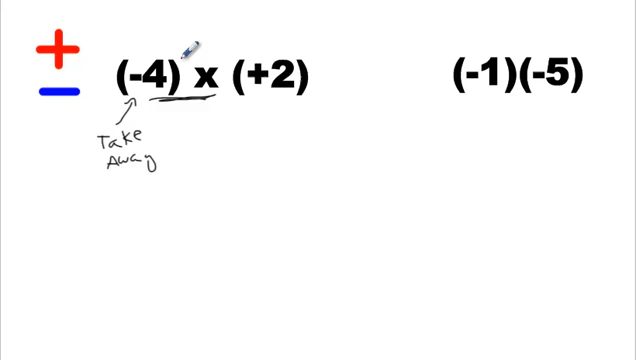 +
− (-4) x (+2) (-1)(-5)
Take
Away